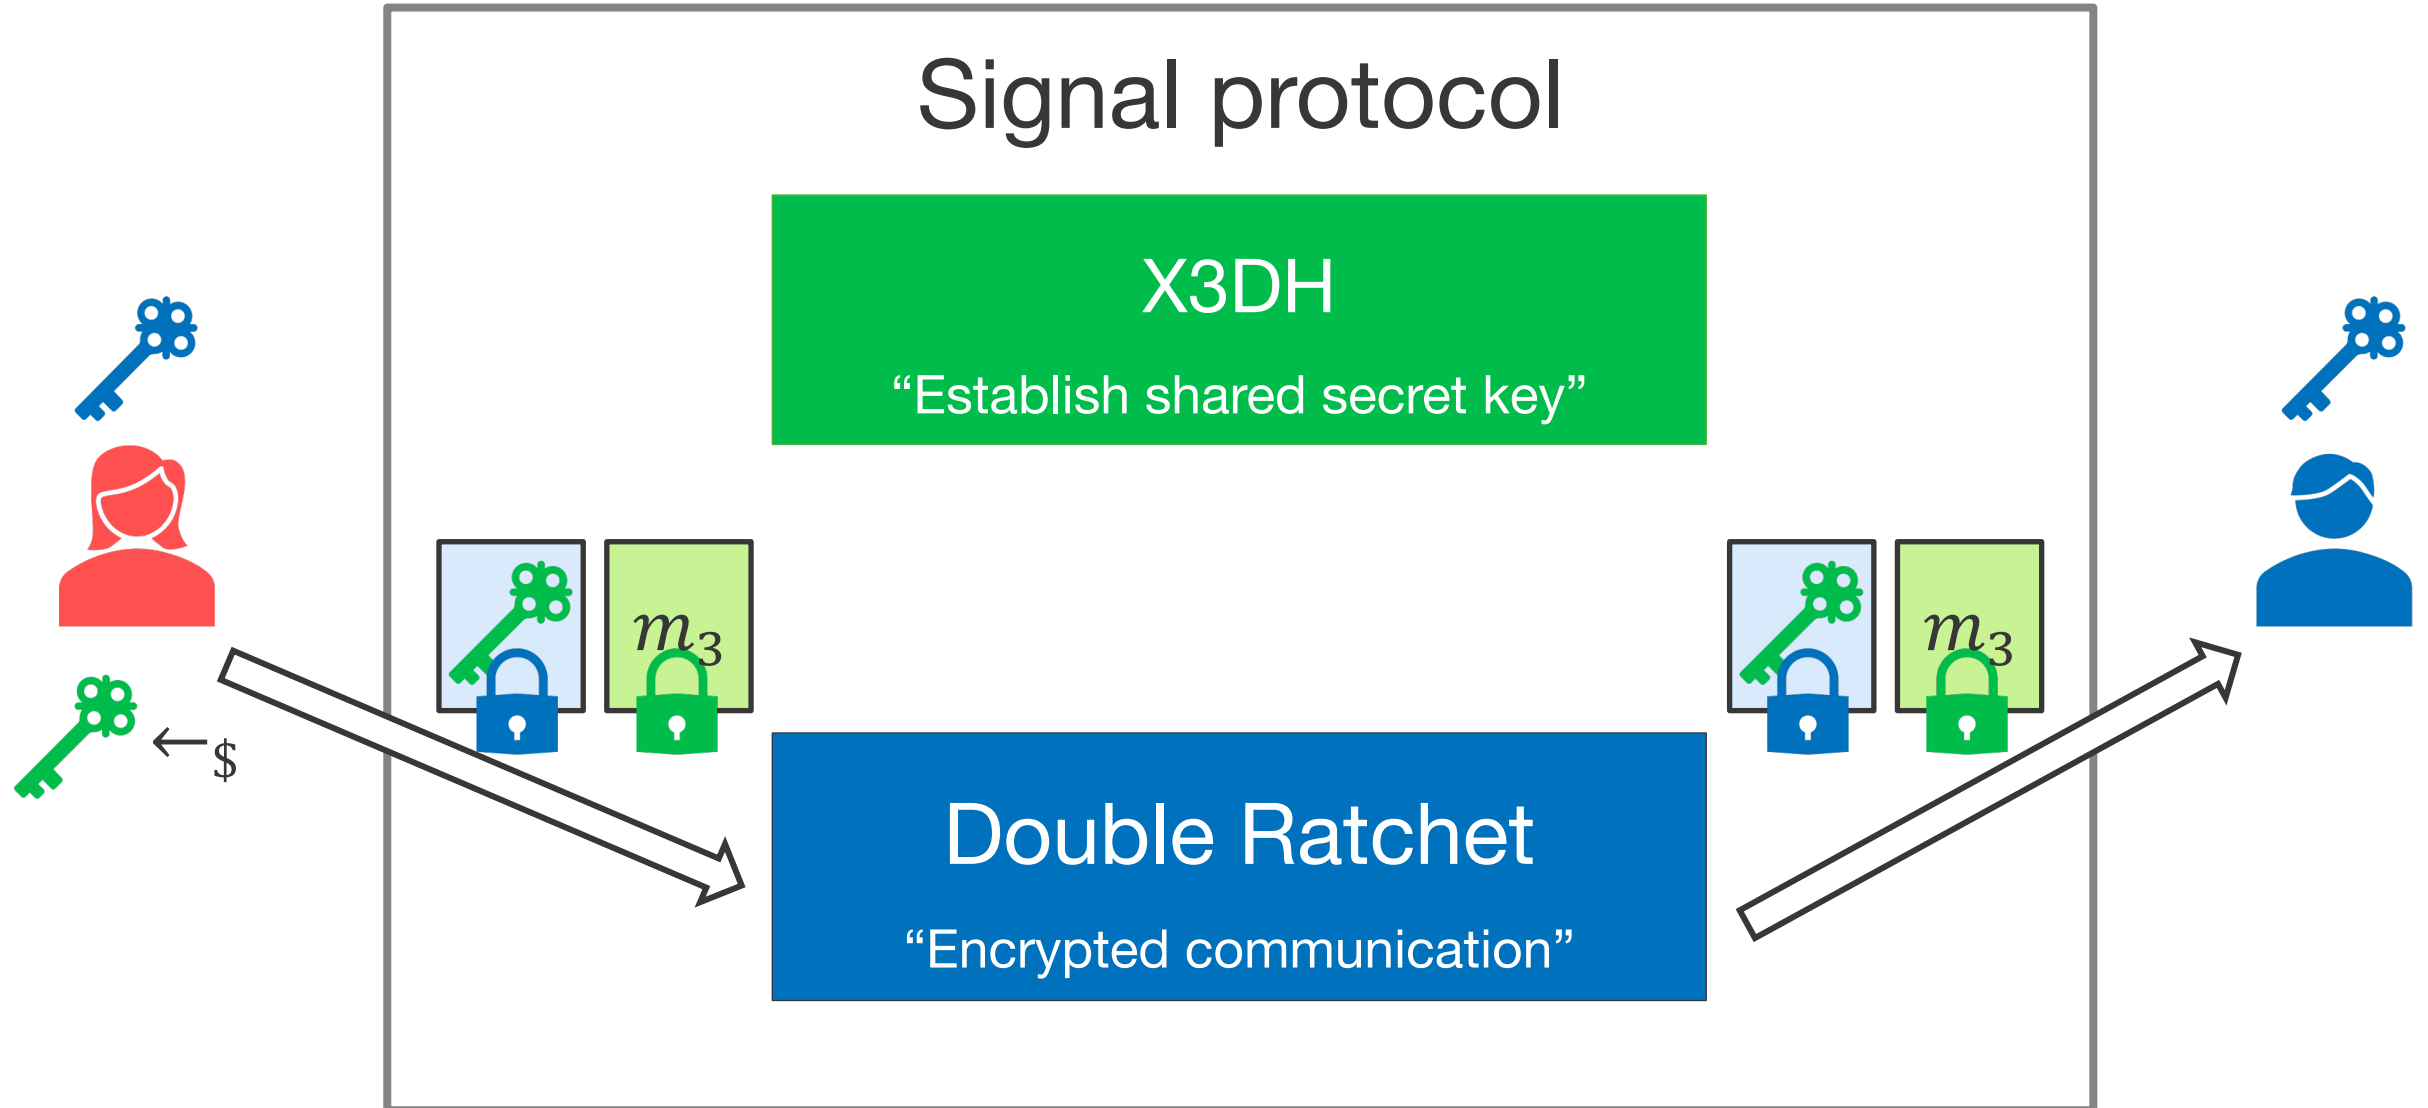 Signal protocol
X3DH
“Establish shared secret key”
m₃
m₃
←$
Double Ratchet
“Encrypted communication”